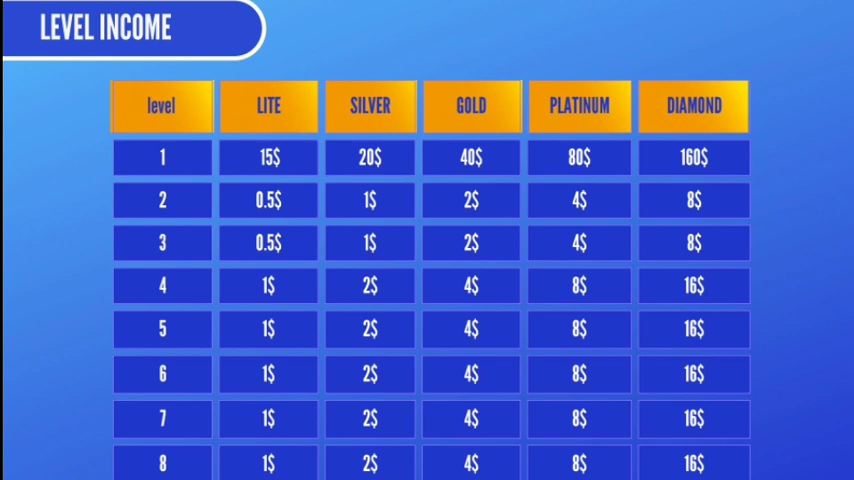 LEVEL INCOME
level LITE SILVER GOLD PLATINUM DIAMOND
1 15$ 20$ 40$ 80$ 160$
2 0.5$ 1$ 2$ 4$ 8$
3 0.5$ 1$ 2$ 4$ 8$
4 1$ 2$ 4$ 8$ 16$
5 1$ 2$ 4$ 8$ 16$
6 1$ 2$ 4$ 8$ 16$
7 1$ 2$ 4$ 8$ 16$
8 1$ 2$ 4$ 8$ 16$